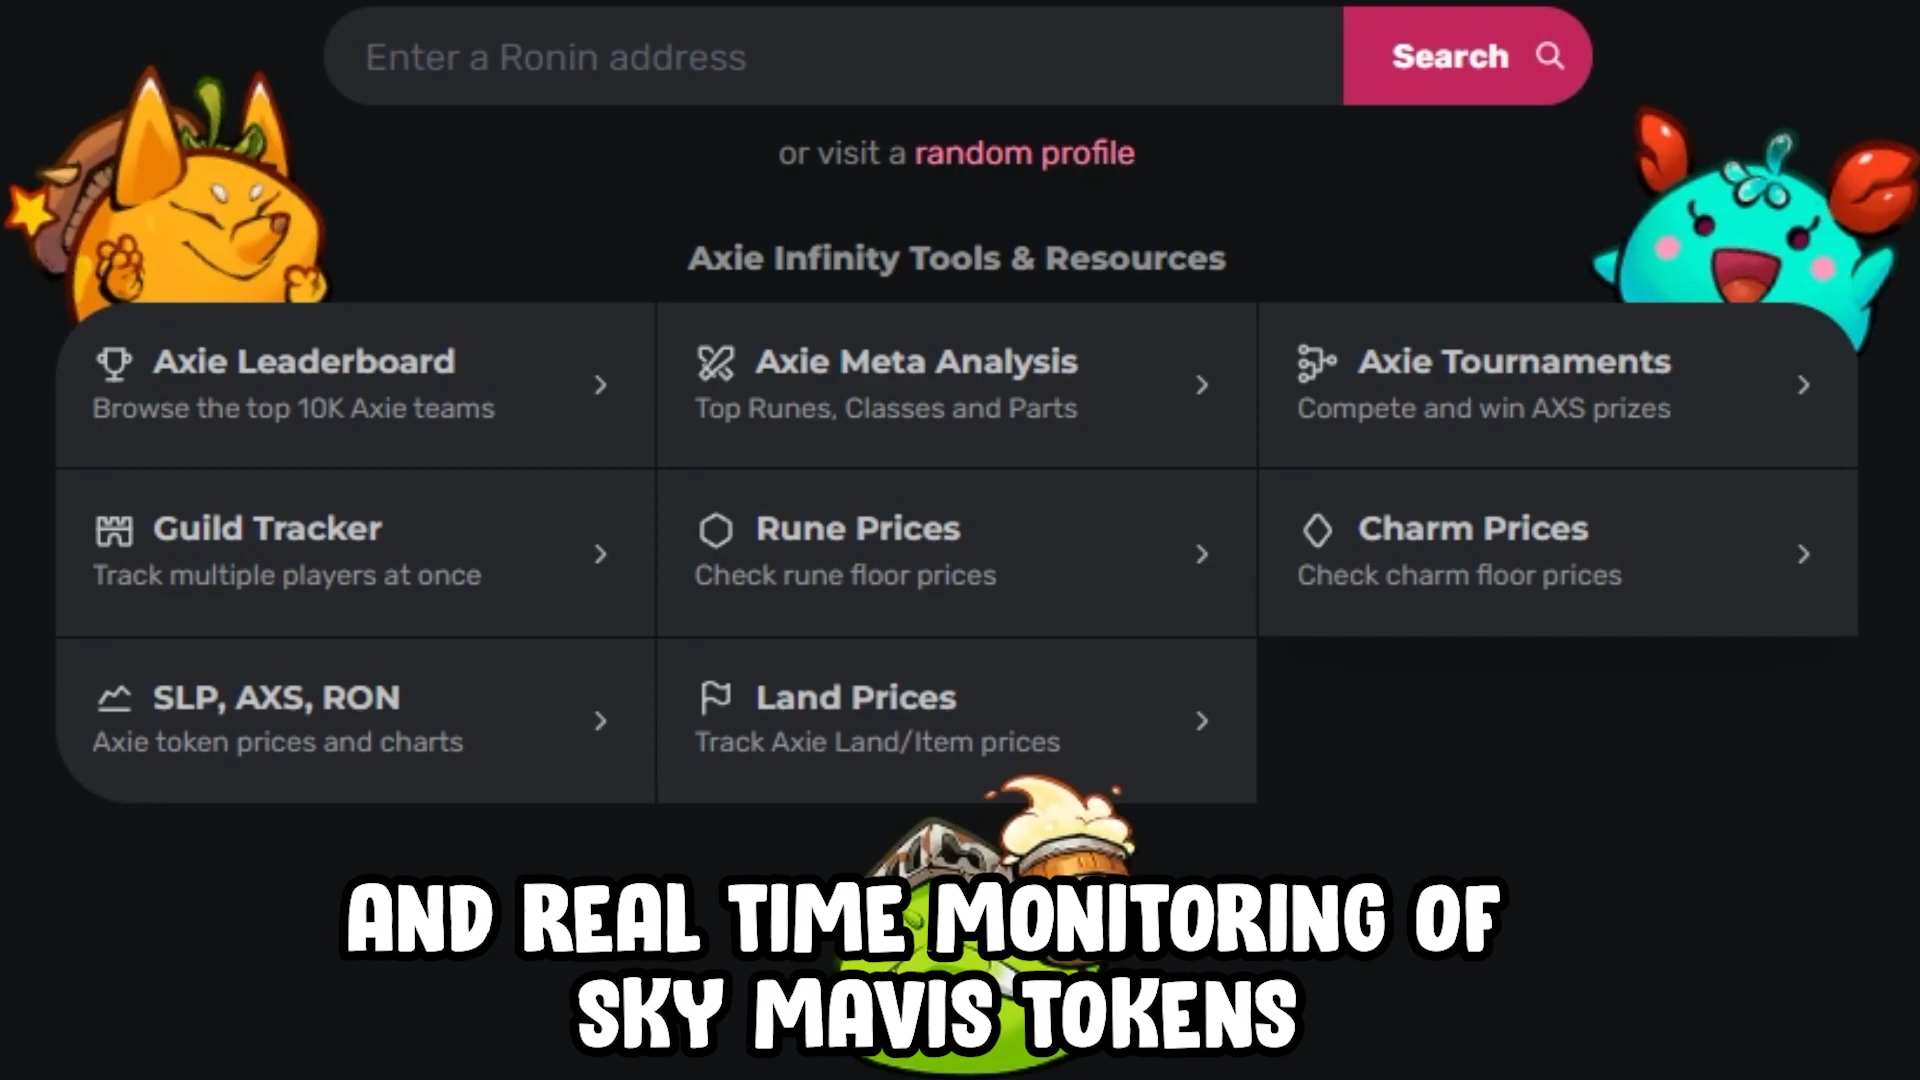 Enter a Ronin address
Search
or visit a random profile
Axie Infinity Tools & Resources
Axie Leaderboard
Browse the top 10K Axie teams
Axie Meta Analysis
Top Runes, Classes and Parts
Axie Tournaments
Compete and win AXS prizes
Guild Tracker
Track multiple players at once
Rune Prices
Check rune floor prices
Charm Prices
Check charm floor prices
SLP, AXS, RON
Axie token prices and charts
Land Prices
Track Axie Land/Item prices
AND REAL TIME MONITORING OF
SKY MAVIS TOKENS